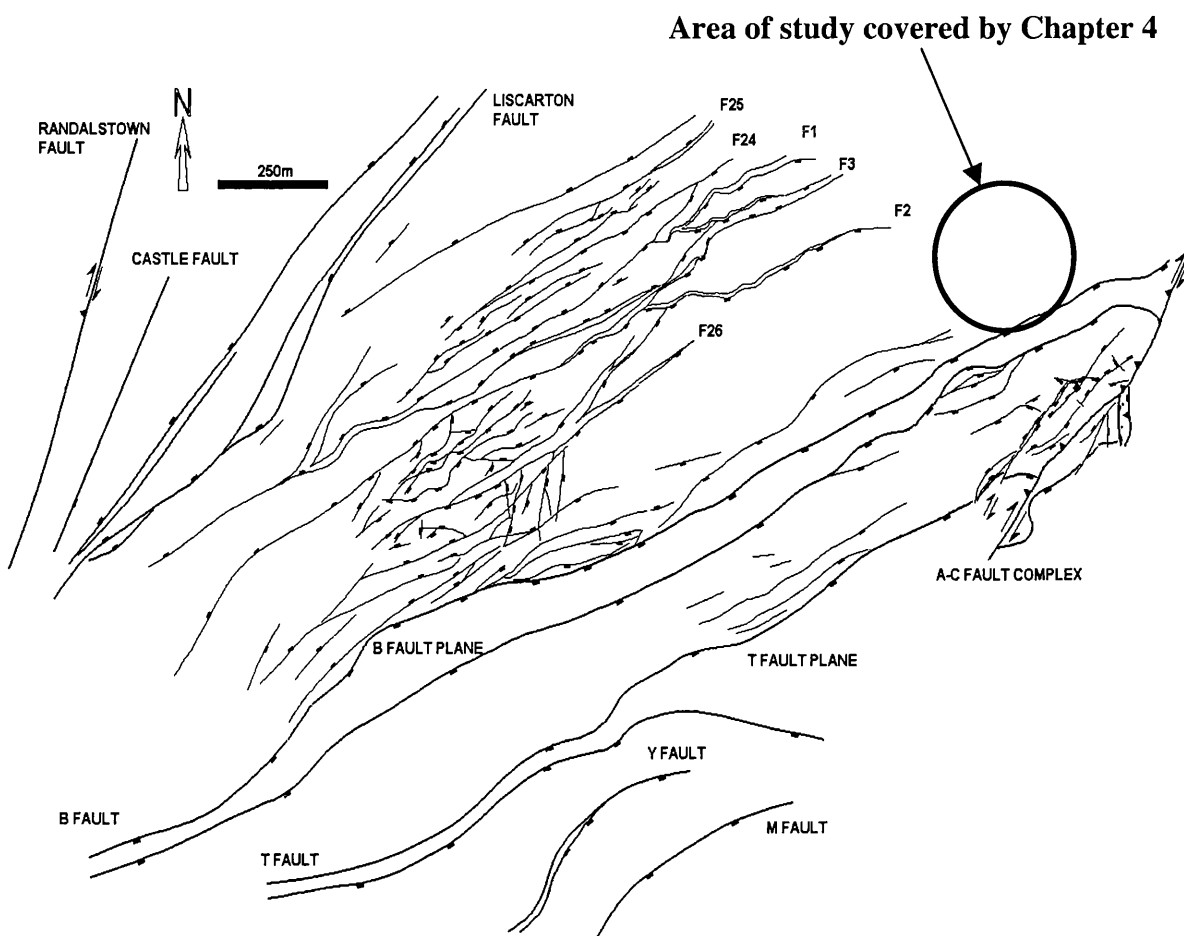 Area of study covered by Chapter 4
N
250m
RANDALSTOWN
FAULT
LISCARTON
FAULT
CASTLE FAULT
F25
F24
F1
F3
F2
F26
A-C FAULT COMPLEX
B FAULT PLANE
T FAULT PLANE
Y FAULT
B FAULT
M FAULT
T FAULT